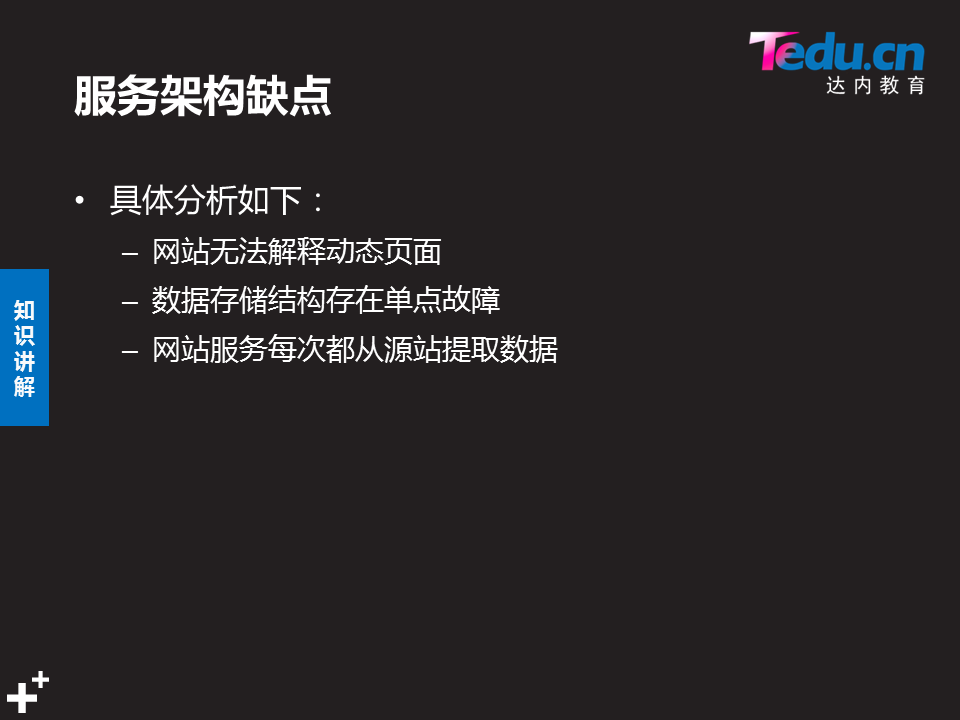 Tedu.cn
达内教育
服务架构缺点
• 具体分析如下：
– 网站无法解释动态页面
– 数据存储结构存在单点故障
– 网站服务每次都从源站提取数据
知识讲解